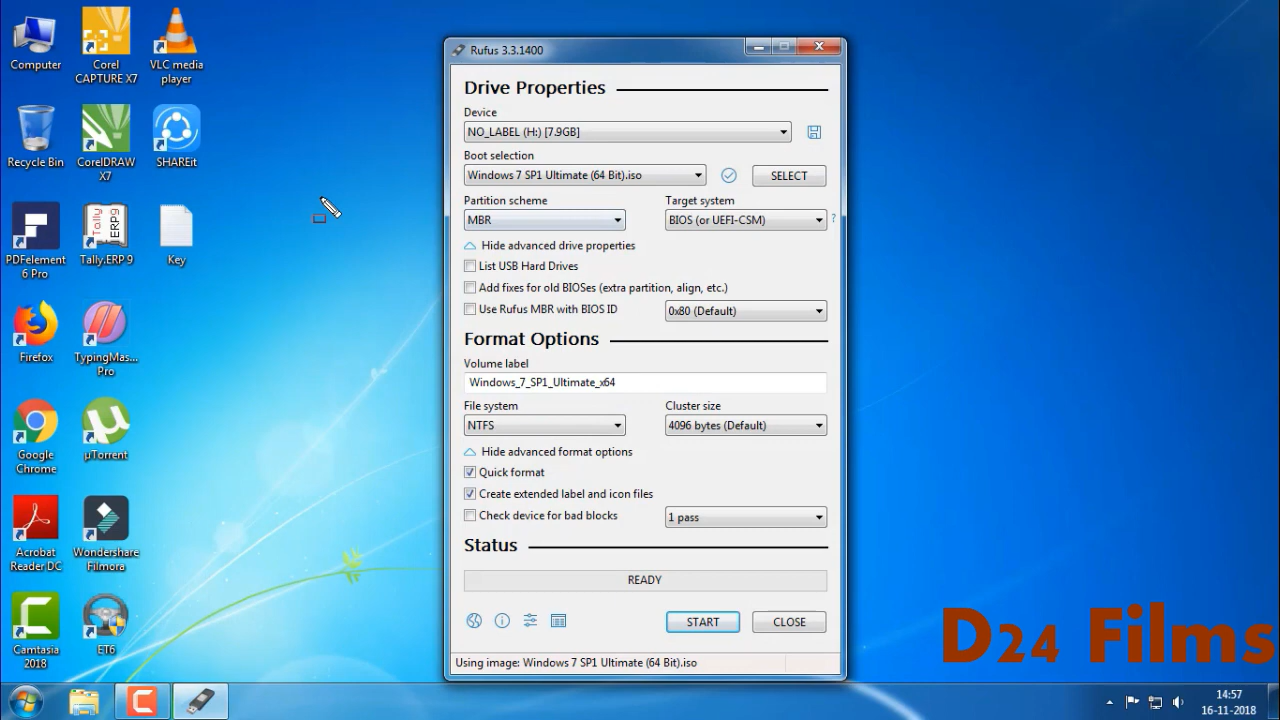 Computer
Corel
CAPTURE X7
VLC media
player
Recycle Bin
CorelDRAW
X7
SHAREit
PDFelement
6 Pro
Tally
ERP9
Tally.ERP 9
Key
Firefox
TypingMas...
Pro
Google
Chrome
µTorrent
Acrobat
Reader DC
Wondershare
Filmora
Camtasia
2018
ET6
Rufus 3.3.1400
Drive Properties
Device
NO_LABEL (H:) [7.9GB]
Boot selection
Windows 7 SP1 Ultimate (64 Bit).iso
SELECT
Partition scheme
Target system
MBR
BIOS (or UEFI-CSM)
?
Hide advanced drive properties
List USB Hard Drives
Add fixes for old BIOSes (extra partition, align, etc.)
Use Rufus MBR with BIOS ID
0x80 (Default)
Format Options
Volume label
Windows_7_SP1_Ultimate_x64
File system
Cluster size
NTFS
4096 bytes (Default)
Hide advanced format options
Quick format
Create extended label and icon files
Check device for bad blocks
1 pass
Status
READY
START
CLOSE
Using image: Windows 7 SP1 Ultimate (64 Bit).iso
D24 Films
14:57
16-11-2018